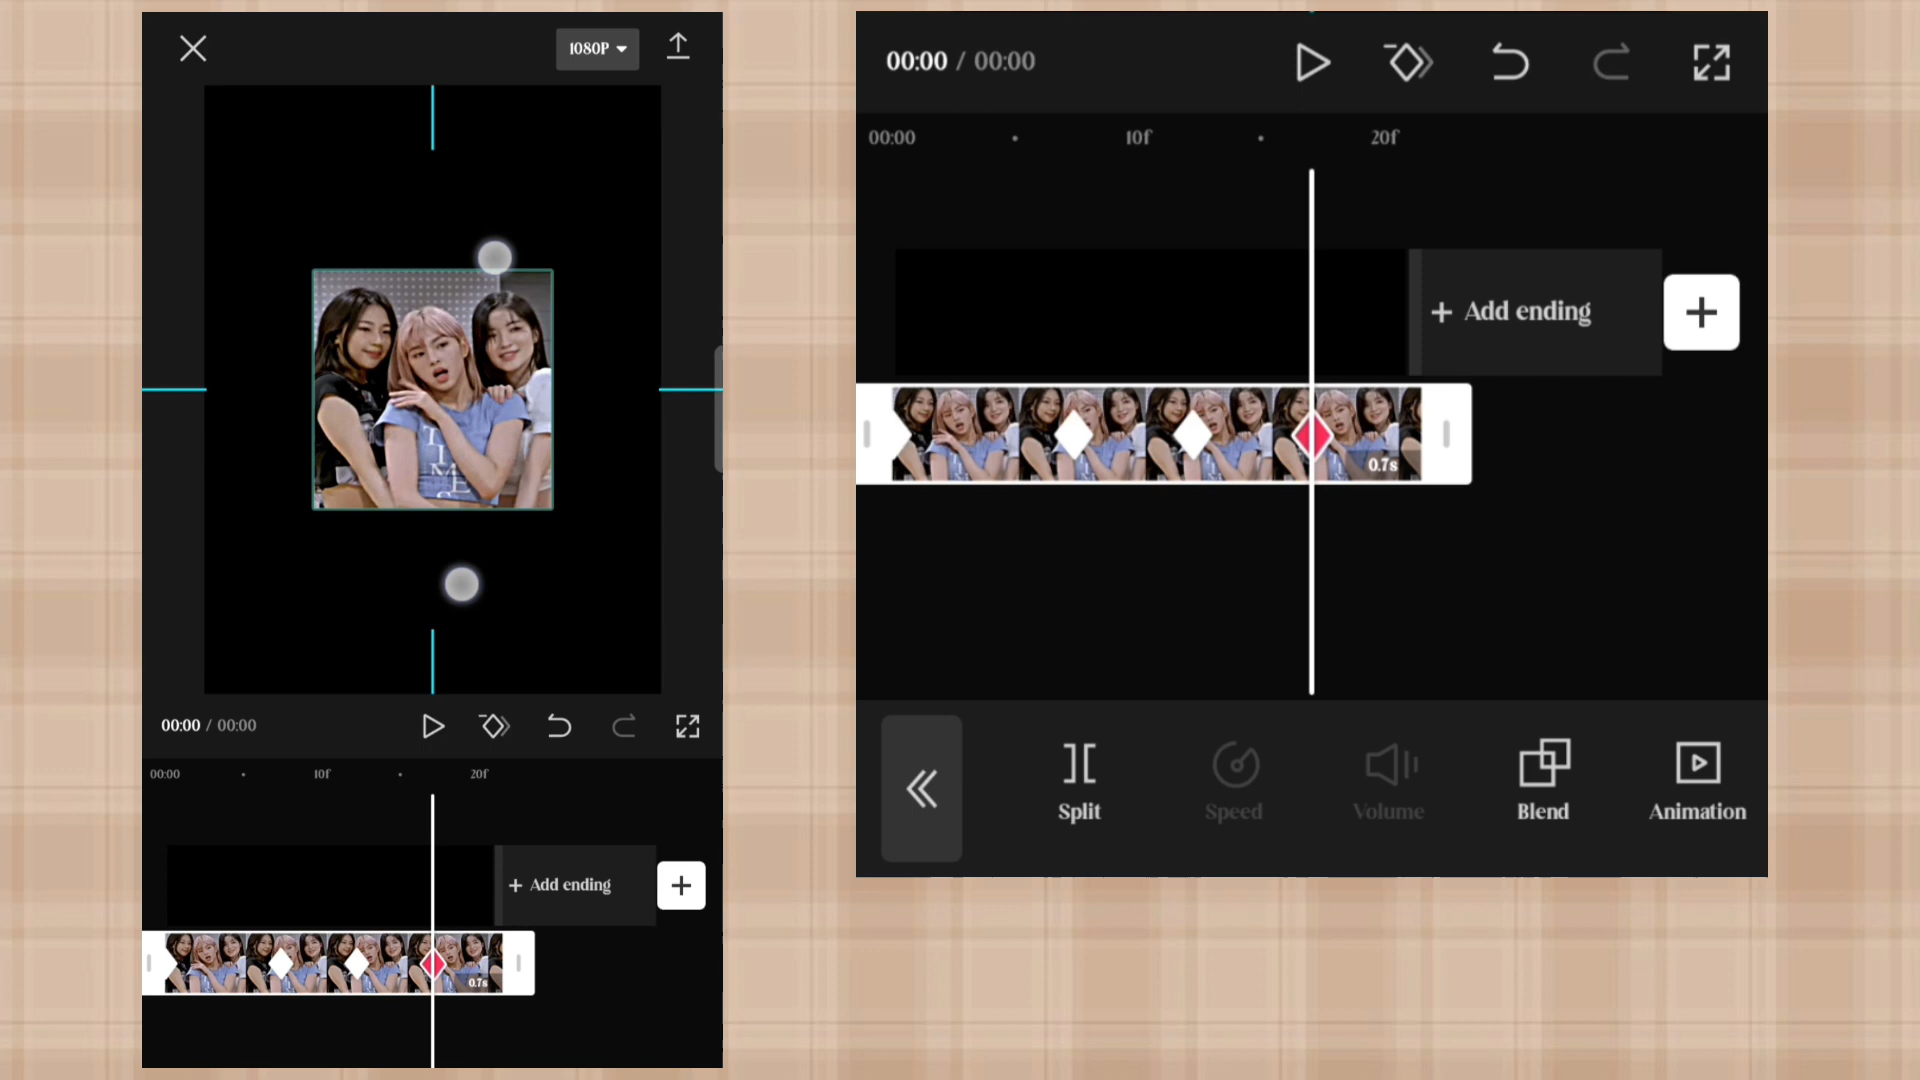 1080P
TIMES
00:00 / 00:00
00:00 10f 20f
+ Add ending
0.7s
00:00 / 00:00
00:00 10f 20f
+ Add ending
0.7s
Split Speed Volume Blend Animation